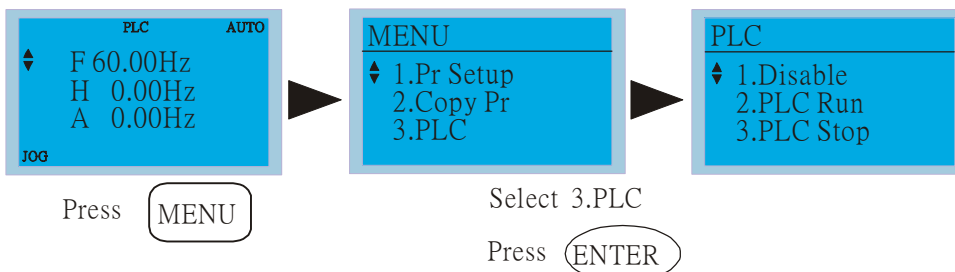 PLC AUTO
F 60.00Hz
H 0.00Hz
A 0.00Hz
JOG
Press MENU
MENU
1.Pr Setup
2.Copy Pr
3.PLC
Select 3.PLC
Press ENTER
PLC
1.Disable
2.PLC Run
3.PLC Stop